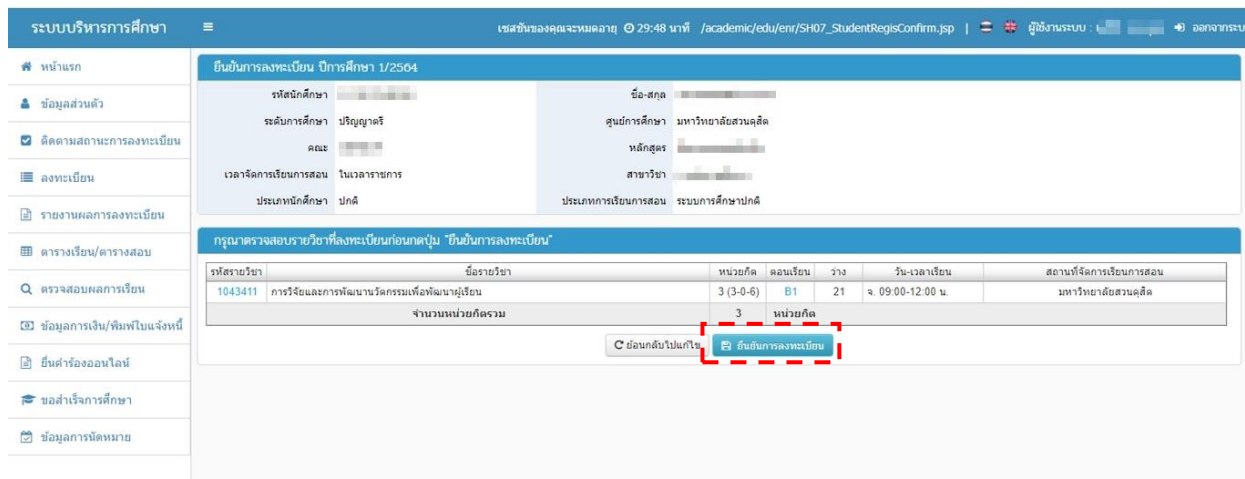 ระบบบริหารการศึกษา
เซสชันของคุณจะหมดอายุ 29:48 นาที /academic/edu/enr/SH07_StudentRegisConfirm.jsp | ผู้ใช้งานระบบ : ออกจากระบ
หน้าแรก
ข้อมูลส่วนตัว
ติดตามสถานะการลงทะเบียน
ลงทะเบียน
รายงานผลการลงทะเบียน
ตารางเรียน/ตารางสอบ
ตรวจสอบผลการเรียน
ข้อมูลการเงิน/พิมพ์ใบแจ้งหนี้
ยื่นคำร้องออนไลน์
ขอสำเร็จการศึกษา
ข้อมูลการนัดหมาย
ยืนยันการลงทะเบียน ปีการศึกษา 1/2564
รหัสนักศึกษา ชื่อ-สกุล
ระดับการศึกษา ปริญญาตรี ศูนย์การศึกษา มหาวิทยาลัยสวนดุสิต
คณะ หลักสูตร
เวลาจัดการเรียนการสอน ในเวลาราชการ สาขาวิชา
ประเภทนักศึกษา ปกติ ประเภทการเรียนการสอน ระบบการศึกษาปกติ
กรุณาตรวจสอบรายวิชาที่ลงทะเบียนก่อนกดปุ่ม "ยืนยันการลงทะเบียน"
รหัสรายวิชา ชื่อรายวิชา หน่วยกิต ตอนเรียน ว่าง วัน-เวลาเรียน สถานที่จัดการเรียนการสอน
1043411 การวิจัยและการพัฒนานวัตกรรมเพื่อพัฒนาผู้เรียน 3 (3-0-6) B1 21 จ. 09:00-12:00 น. มหาวิทยาลัยสวนดุสิต
จำนวนหน่วยกิตรวม 3 หน่วยกิต
ย้อนกลับไปแก้ไข ยืนยันการลงทะเบียน